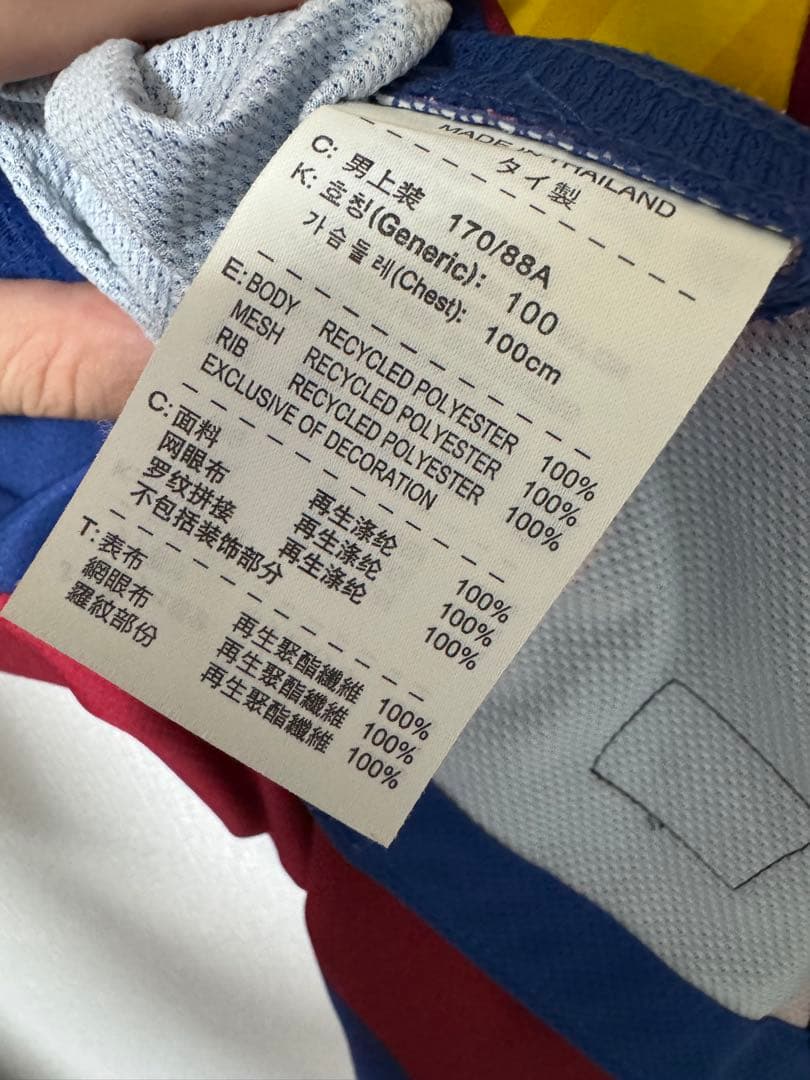 MADE IN THAILAND
タイ製
C: 男上装 170/88A
K: 호칭(Generic): 100
가슴둘레(Chest): 100cm
E: BODY RECYCLED POLYESTER 100%
MESH RECYCLED POLYESTER 100%
RIB RECYCLED POLYESTER 100%
EXCLUSIVE OF DECORATION
C: 面料 再生涤纶 100%
网眼布 再生涤纶 100%
罗纹拼接 再生涤纶 100%
不包括装饰部分
T: 表布 再生聚酯纖維 100%
網眼布 再生聚酯纖維 100%
羅紋部份 再生聚酯纖維 100%